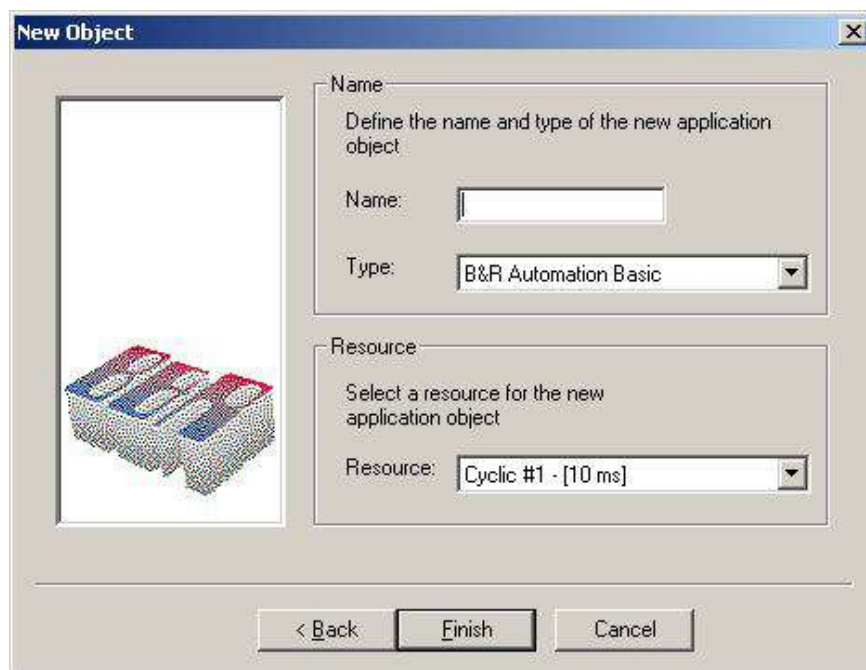 New Object
Name
Define the name and type of the new application
object
Name:
Type: B&R Automation Basic
Resource
Select a resource for the new
application object
Resource: Cyclic #1 - [10 ms]
< Back Finish Cancel